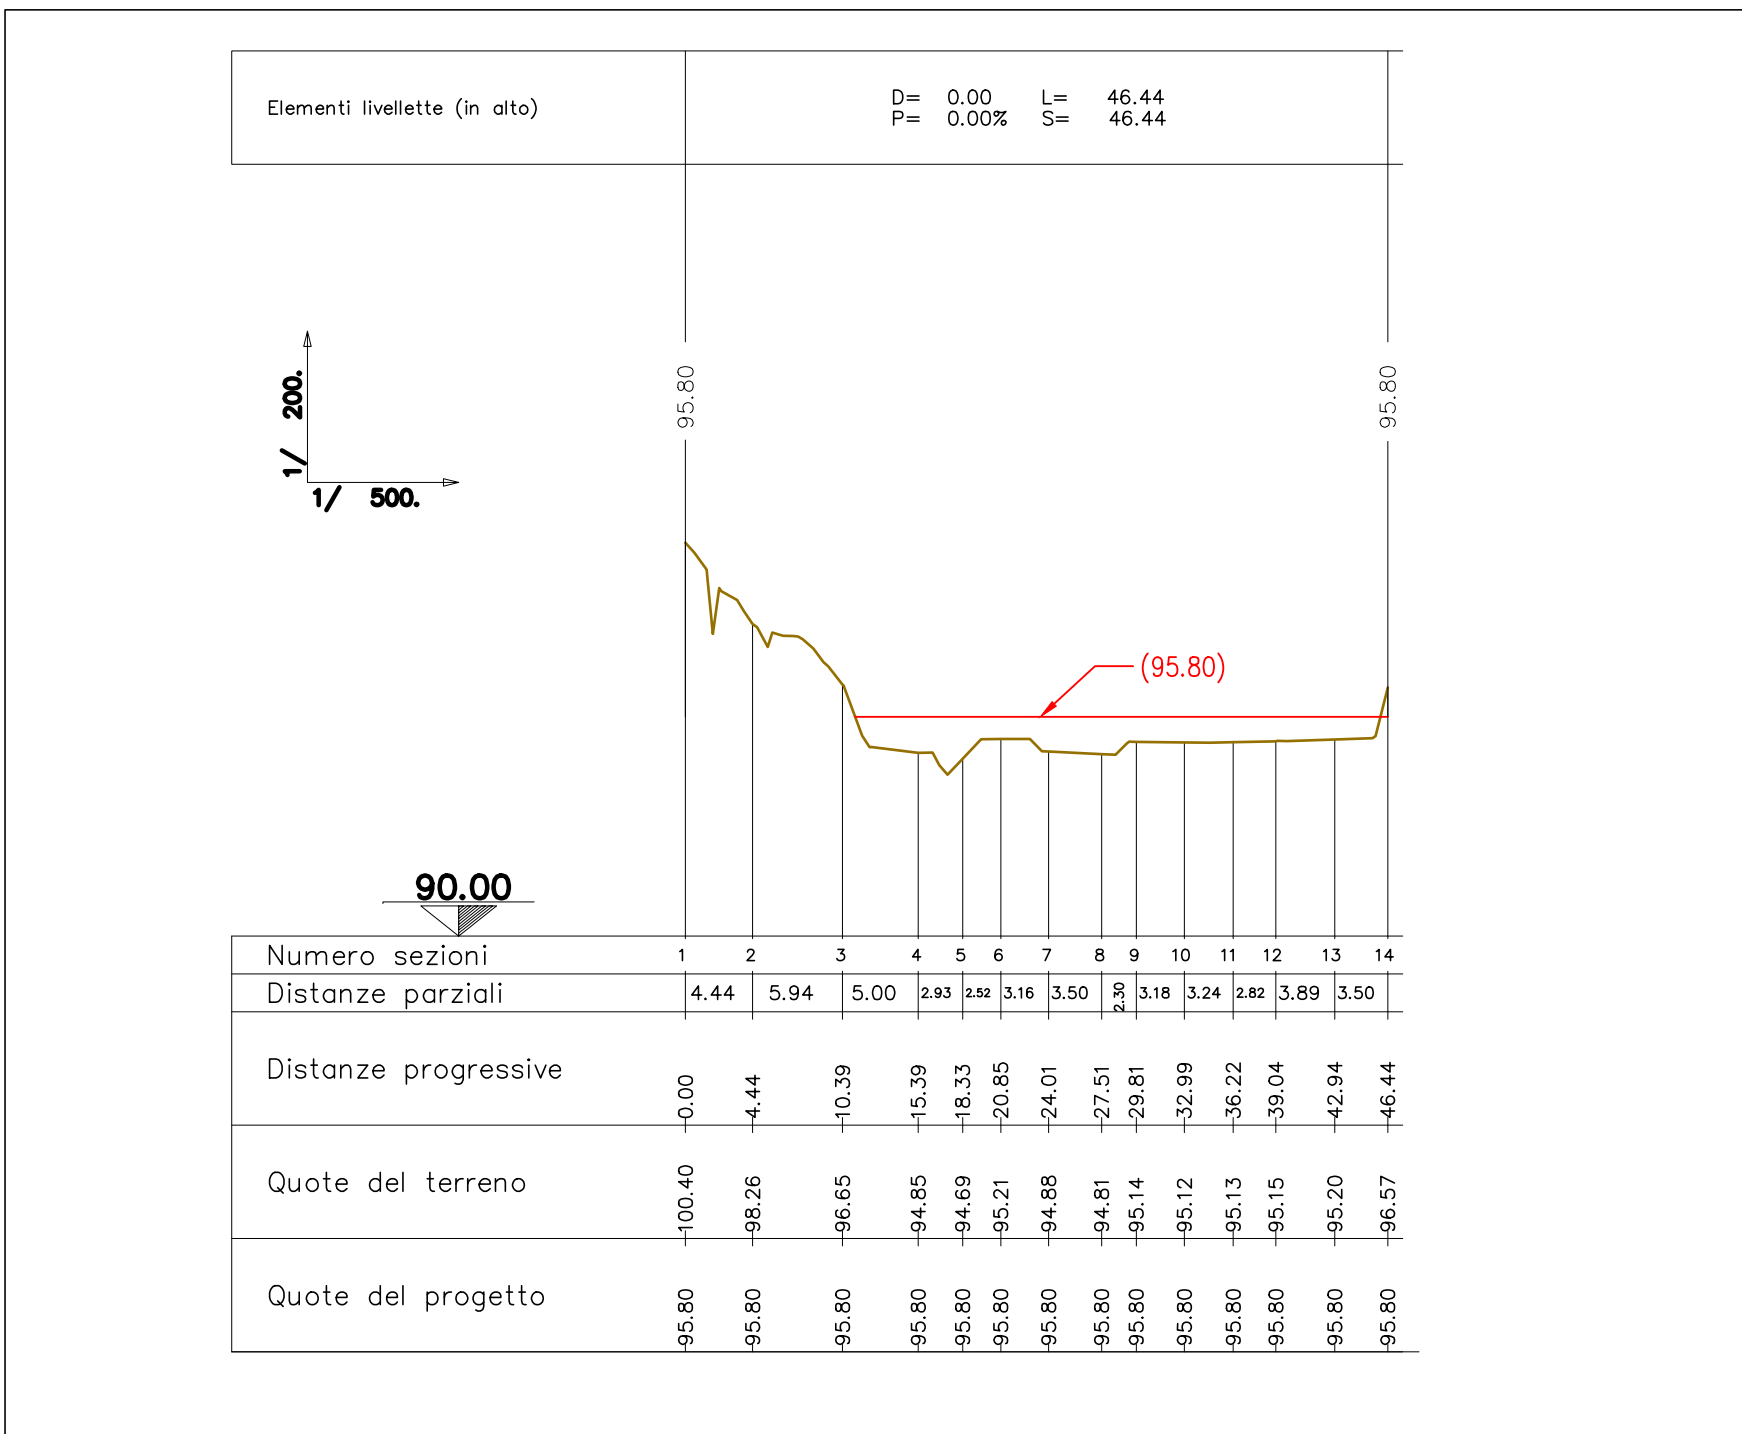 Elementi livellette (in alto)
D= 0.00 L= 46.44
P= 0.00% S= 46.44
95.80
95.80
1/ 200.
1/ 500.
(95.80)
90.00
Numero sezioni 1 2 3 4 5 6 7 8 9 10 11 12 13 14
Distanze parziali 4.44 5.94 5.00 2.93 2.52 3.16 3.50 2.30 3.18 3.24 2.82 3.89 3.50
Distanze progressive 0.00 4.44 10.39 15.39 18.33 20.85 24.01 27.51 29.81 32.99 36.22 39.04 42.94 46.44
Quote del terreno 100.40 98.26 96.65 94.85 94.69 95.21 94.88 94.81 95.14 95.12 95.13 95.15 95.20 96.57
Quote del progetto 95.80 95.80 95.80 95.80 95.80 95.80 95.80 95.80 95.80 95.80 95.80 95.80 95.80 95.80